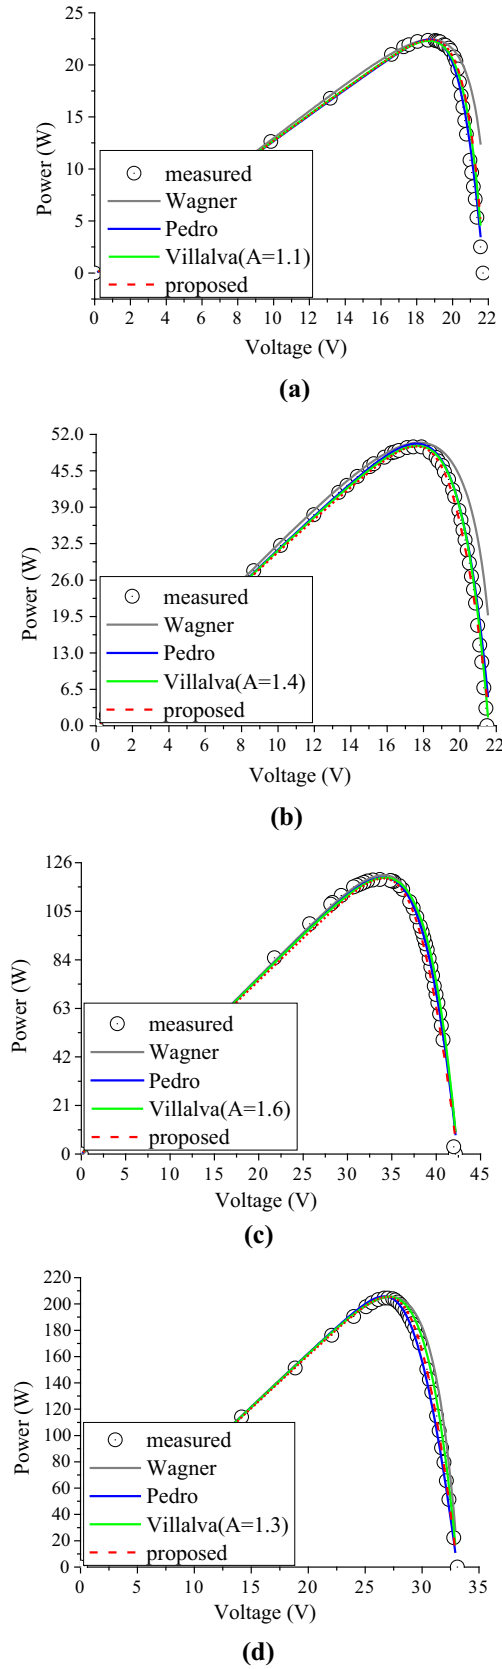 25
20
15
10
5
0
Power (W)
measured
Wagner
Pedro
Villalva(A=1.1)
proposed
0 2 4 6 8 10 12 14 16 18 20 22
Voltage (V)
(a)
52.0
45.5
39.0
32.5
26.0
19.5
13.0
6.5
0.0
Power (W)
measured
Wagner
Pedro
Villalva(A=1.4)
proposed
0 2 4 6 8 10 12 14 16 18 20 22
Voltage (V)
(b)
126
105
84
63
42
21
0
Power (W)
measured
Wagner
Pedro
Villalva(A=1.6)
proposed
0 5 10 15 20 25 30 35 40 45
Voltage (V)
(c)
220
200
180
160
140
120
100
80
60
40
20
0
Power (W)
measured
Wagner
Pedro
Villalva(A=1.3)
proposed
0 5 10 15 20 25 30 35
Voltage (V)
(d)